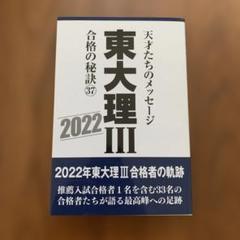 天才たちのメッセージ
東大理III
合格の秘訣㊲
2022
2022年東大理III合格者の軌跡
推薦入試合格者1名を含む33名の
合格者たちが語る最高峰への足跡